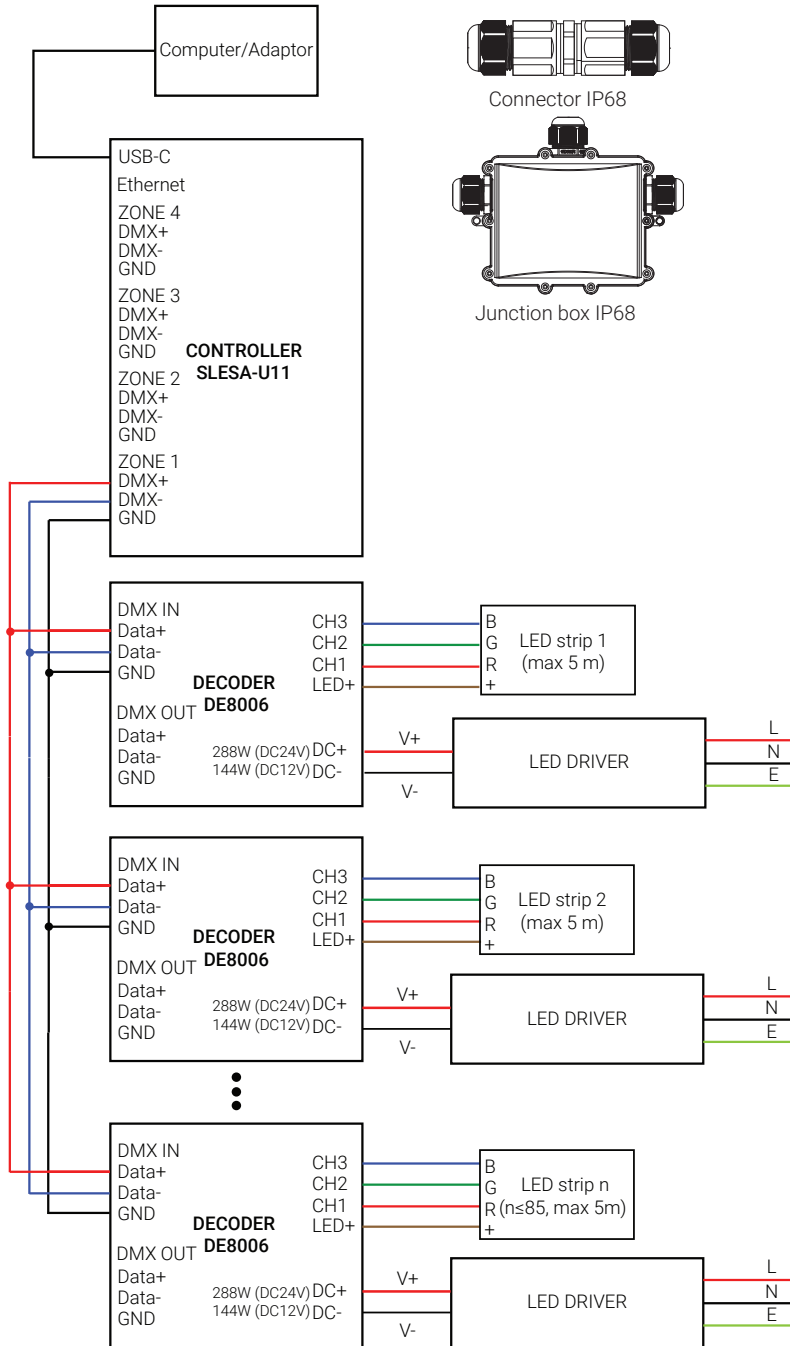 Computer/Adaptor
Connector IP68
Junction box IP68
USB-C
Ethernet
ZONE 4
DMX+
DMX-
GND
ZONE 3
DMX+
DMX-
GND
CONTROLLER
SLESA-U11
ZONE 2
DMX+
DMX-
GND
ZONE 1
DMX+
DMX-
GND
DMX IN
Data+
Data-
GND
DECODER
DE8006
DMX OUT
Data+
Data-
GND
CH3
CH2
CH1
LED+
288W (DC24V) DC+
144W (DC12V) DC-
B
G
R
+
LED strip 1
(max 5 m)
V+
V-
LED DRIVER
L
N
E
DMX IN
Data+
Data-
GND
DECODER
DE8006
DMX OUT
Data+
Data-
GND
CH3
CH2
CH1
LED+
288W (DC24V) DC+
144W (DC12V) DC-
B
G
R
+
LED strip 2
(max 5 m)
V+
V-
LED DRIVER
L
N
E
DMX IN
Data+
Data-
GND
DECODER
DE8006
DMX OUT
Data+
Data-
GND
CH3
CH2
CH1
LED+
288W (DC24V) DC+
144W (DC12V) DC-
B
G
R
+
LED strip n
(n≤85, max 5m)
V+
V-
LED DRIVER
L
N
E